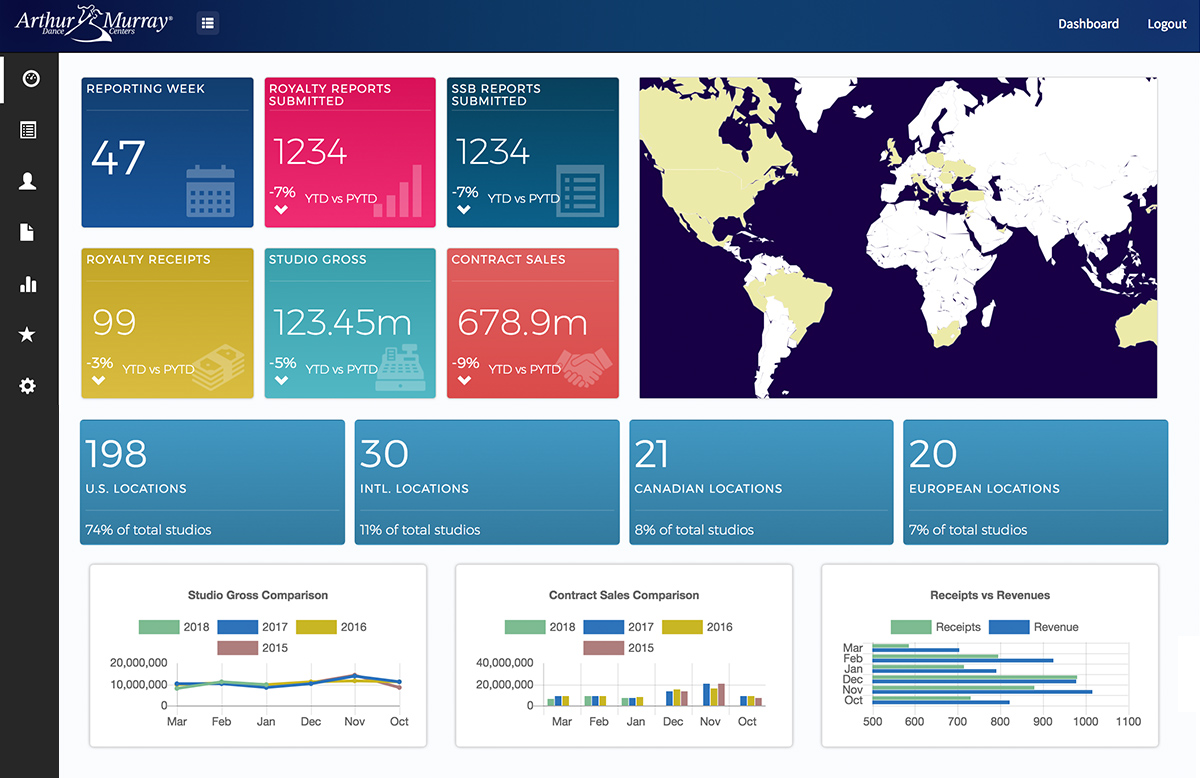 Arthur Murray®
Dance Centers
Dashboard
Logout
REPORTING WEEK
47
ROYALTY REPORTS
SUBMITTED
1234
-7%
YTD vs PYTD
SSB REPORTS
SUBMITTED
1234
-7%
YTD vs PYTD
ROYALTY RECEIPTS
99
-3%
YTD vs PYTD
STUDIO GROSS
123.45m
-5%
YTD vs PYTD
CONTRACT SALES
678.9m
-9%
YTD vs PYTD
198
U.S. LOCATIONS
74% of total studios
30
INTL. LOCATIONS
11% of total studios
21
CANADIAN LOCATIONS
8% of total studios
20
EUROPEAN LOCATIONS
7% of total studios
Studio Gross Comparison
2018 2017 2016
2015
20,000,000
10,000,000
0
Mar Feb Jan Dec Nov Oct
Contract Sales Comparison
2018 2017 2016
2015
40,000,000
20,000,000
0
Mar Feb Jan Dec Nov Oct
Receipts vs Revenues
Receipts Revenue
Mar
Feb
Jan
Dec
Nov
Oct
500 600 700 800 900 1000 1100